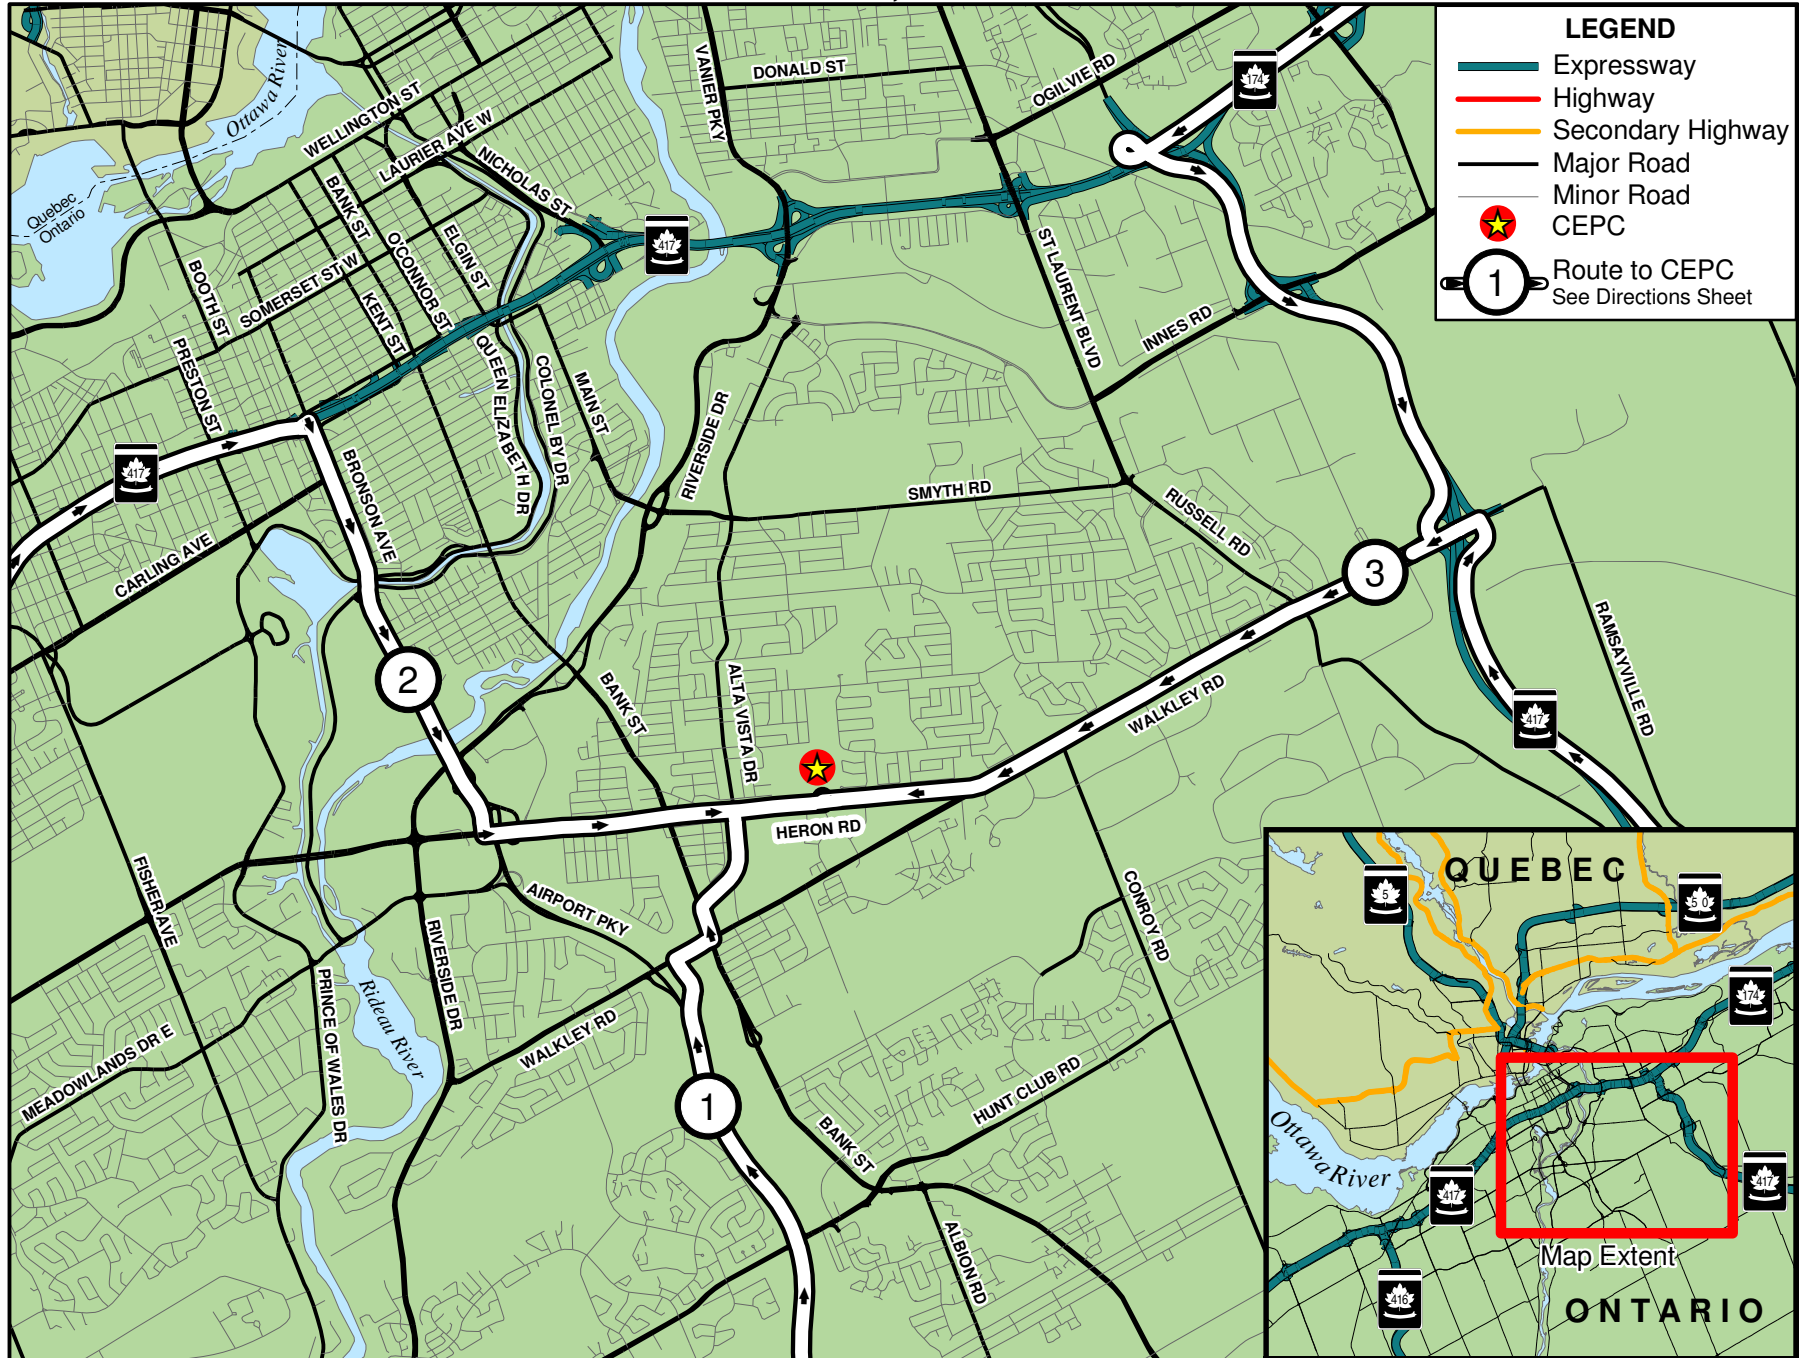 LEGEND
Expressway
Highway
Secondary Highway
Major Road
Minor Road
CEPC
1
Route to CEPC
See Directions Sheet
Ottawa River
Quebec
Ontario
WELLINGTON ST
LAURIER AVE W
NICHOLAS ST
BANK ST
O'CONNOR ST
ELGIN ST
SOMERSET ST W
BOOTH ST
KENT ST
PRESTON ST
QUEEN ELIZABETH DR
COLONEL BY DR
MAIN ST
VANIER PKY
DONALD ST
OGILVIE RD
174
417
ST LAURENT BLVD
INNES RD
417
BRONSON AVE
CARLING AVE
RIVERSIDE DR
SMYTH RD
RUSSELL RD
3
RAMSAYVILLE RD
2
BANK ST
ALTA VISTA DR
WALKLEY RD
417
HERON RD
FISHER AVE
AIRPORT PKY
CONROY RD
RIVERSIDE DR
PRINCE OF WALES DR
Rideau River
WALKLEY RD
MEADOWLANDS DR E
1
HUNT CLUB RD
BANK ST
ALBION RD
QUEBEC
5
50
174
Ottawa River
417
417
Map Extent
416
ONTARIO